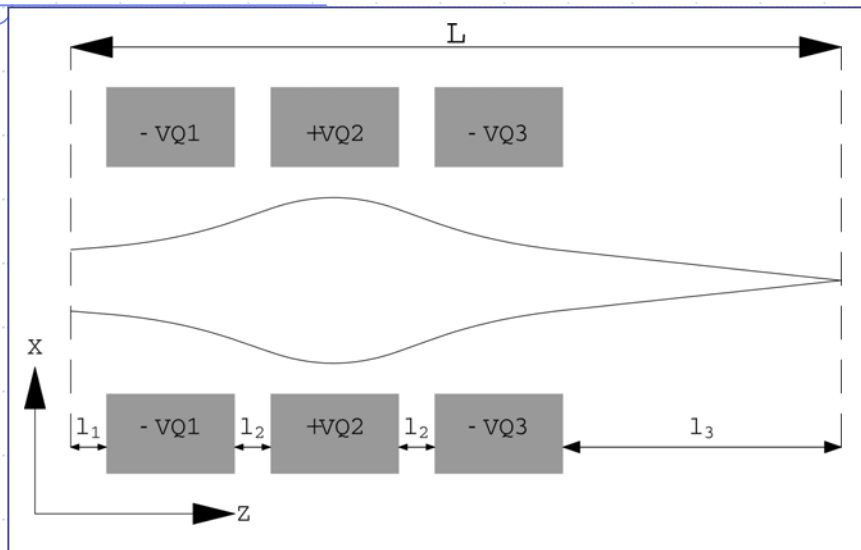 L
- VQ1 +VQ2 - VQ3
X
l₁ - VQ1 l₂ +VQ2 l₂ - VQ3 l₃
Z